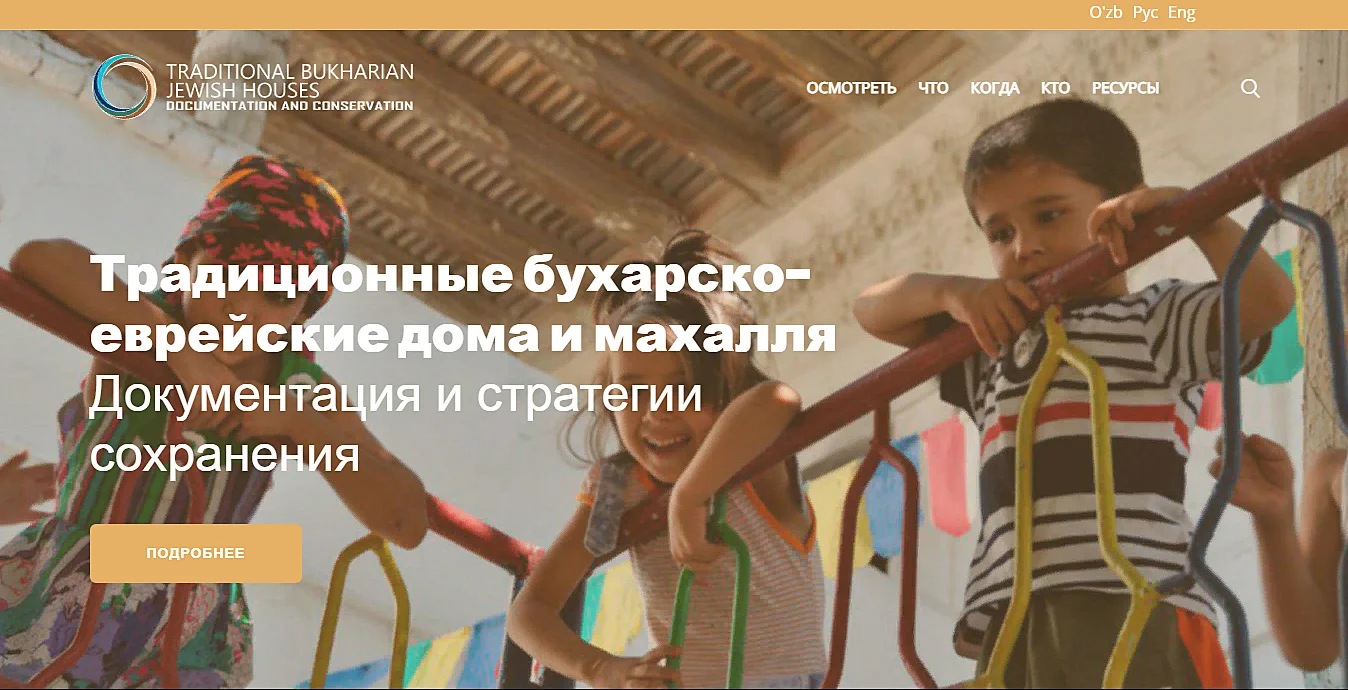 O'zb Рус Eng
TRADITIONAL BUKHARIAN
JEWISH HOUSES
DOCUMENTATION AND CONSERVATION
ОСМОТРЕТЬ ЧТО КОГДА КТО РЕСУРСЫ
Традиционные бухарско-
еврейские дома и махалля
Документация и стратегии
сохранения
ПОДРОБНЕЕ